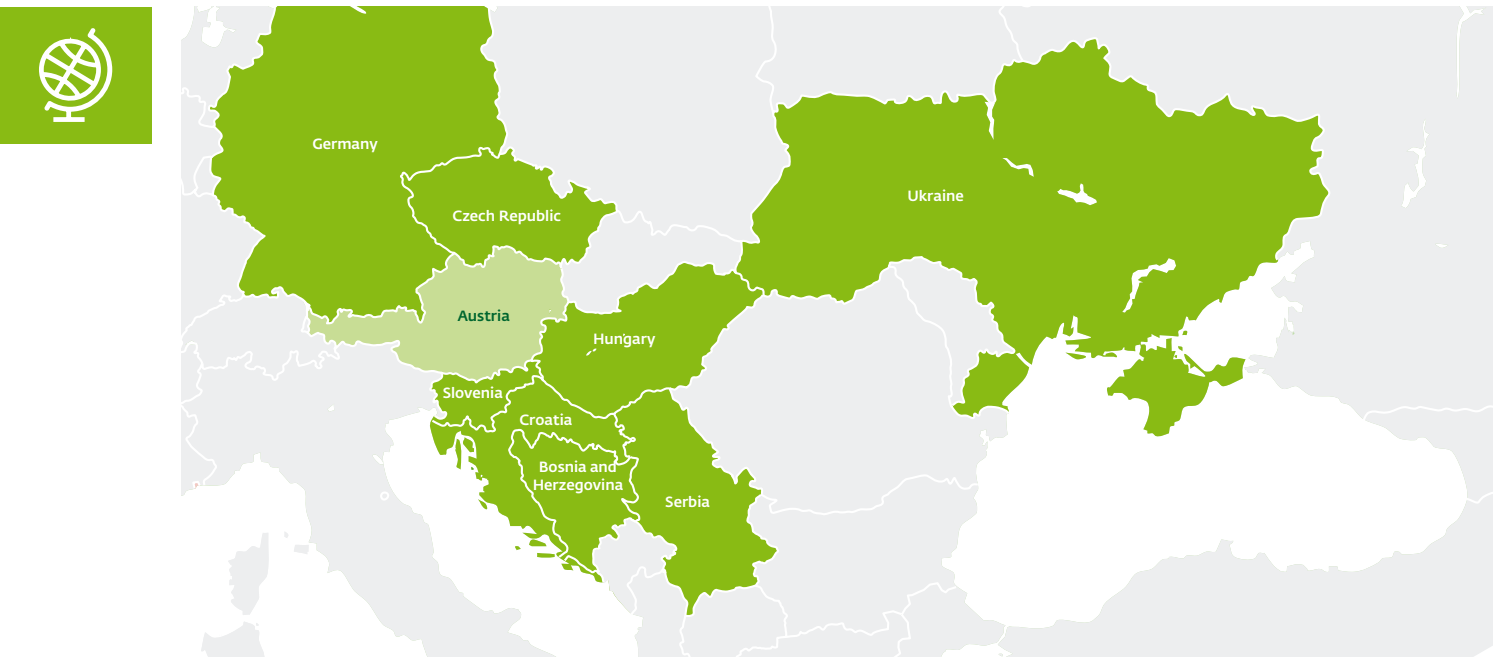 Germany
Ukraine
Czech Republic
Austria
Hungary
Slovenia
Croatia
Bosnia and
Herzegovina
Serbia